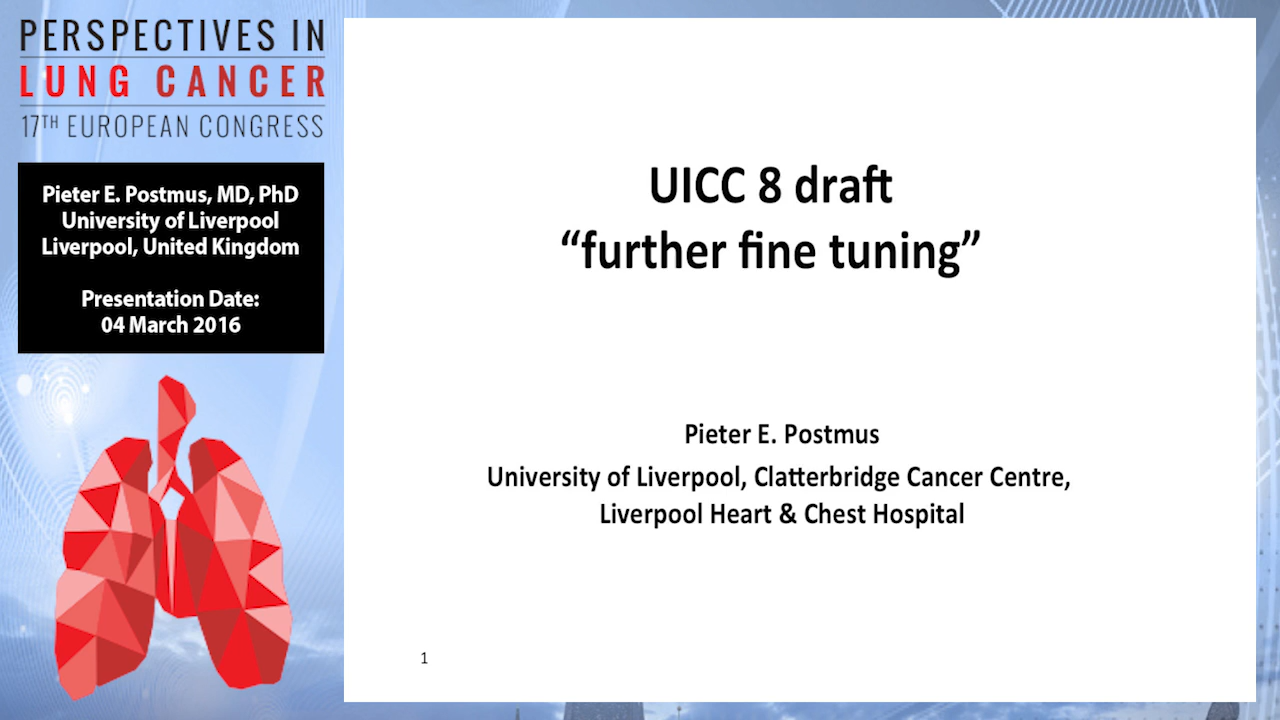 PERSPECTIVES IN
LUNG CANCER
17TH EUROPEAN CONGRESS
Pieter E. Postmus, MD, PhD
University of Liverpool
Liverpool, United Kingdom
Presentation Date:
04 March 2016
UICC 8 draft
“further fine tuning”
Pieter E. Postmus
University of Liverpool, Clatterbridge Cancer Centre,
Liverpool Heart & Chest Hospital
1